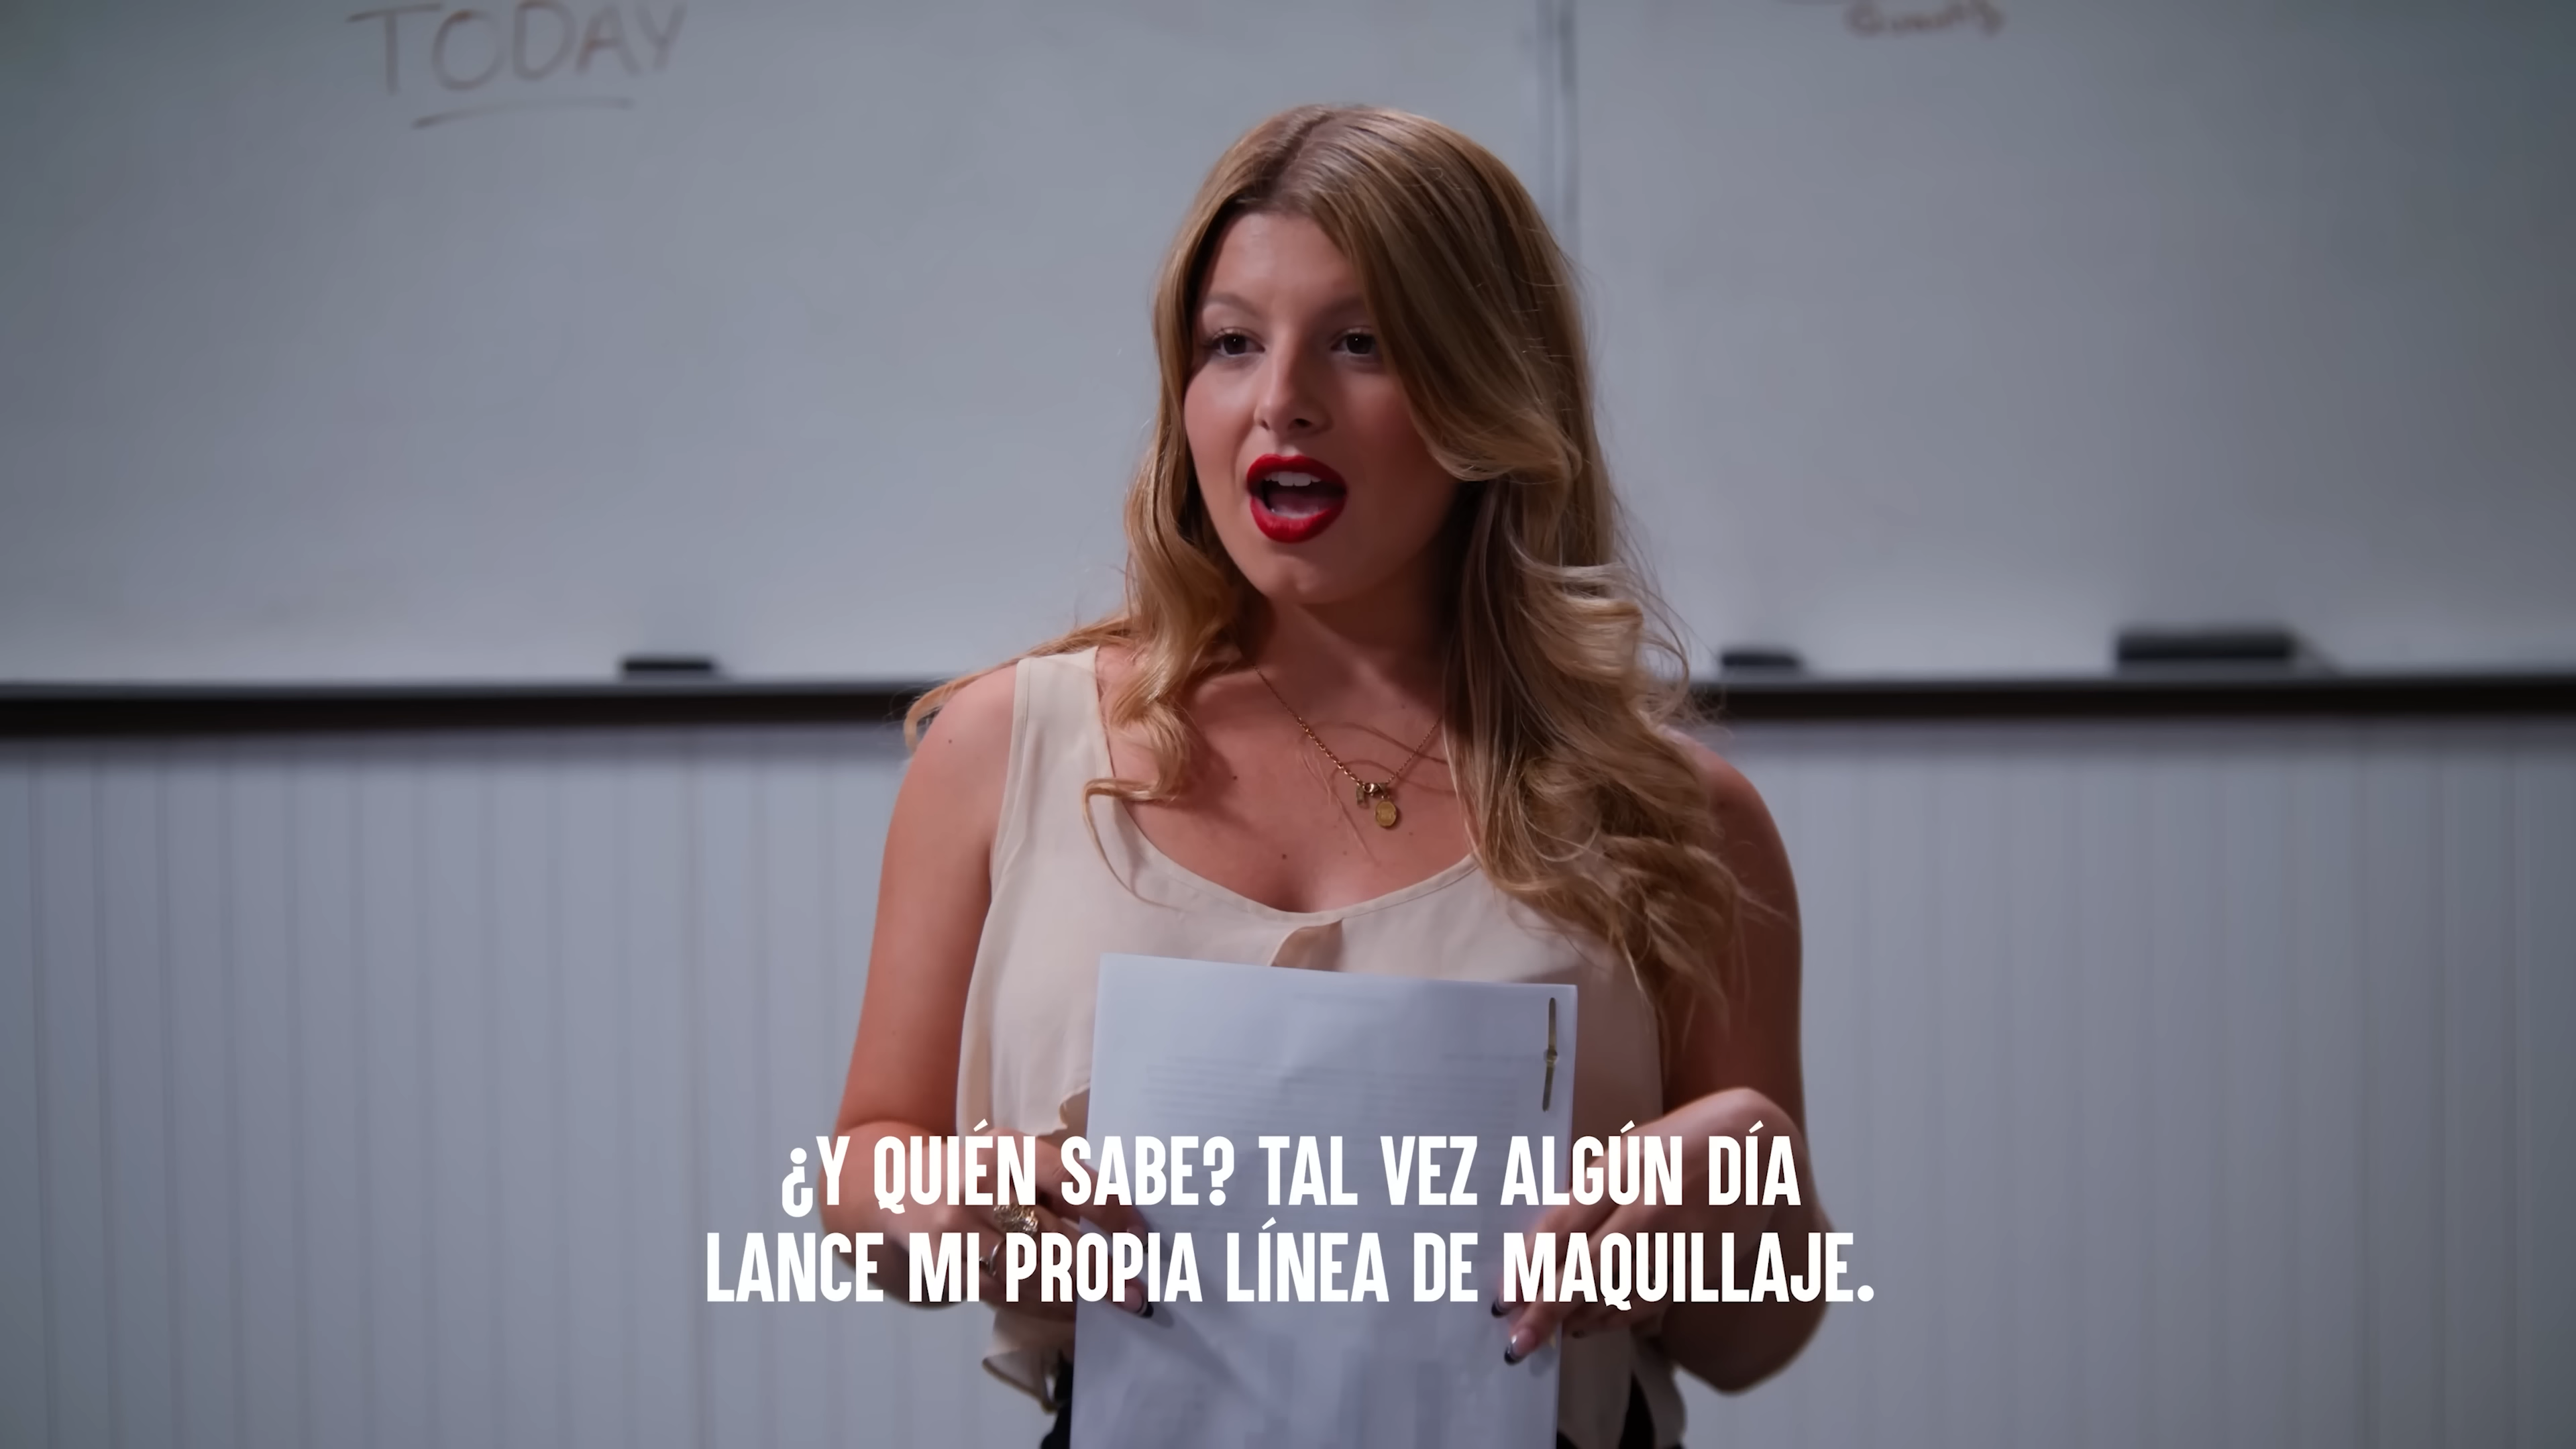 TODAY
¿Y QUIÉN SABE? TAL VEZ ALGÚN DÍA
LANCE MI PROPIA LÍNEA DE MAQUILLAJE.